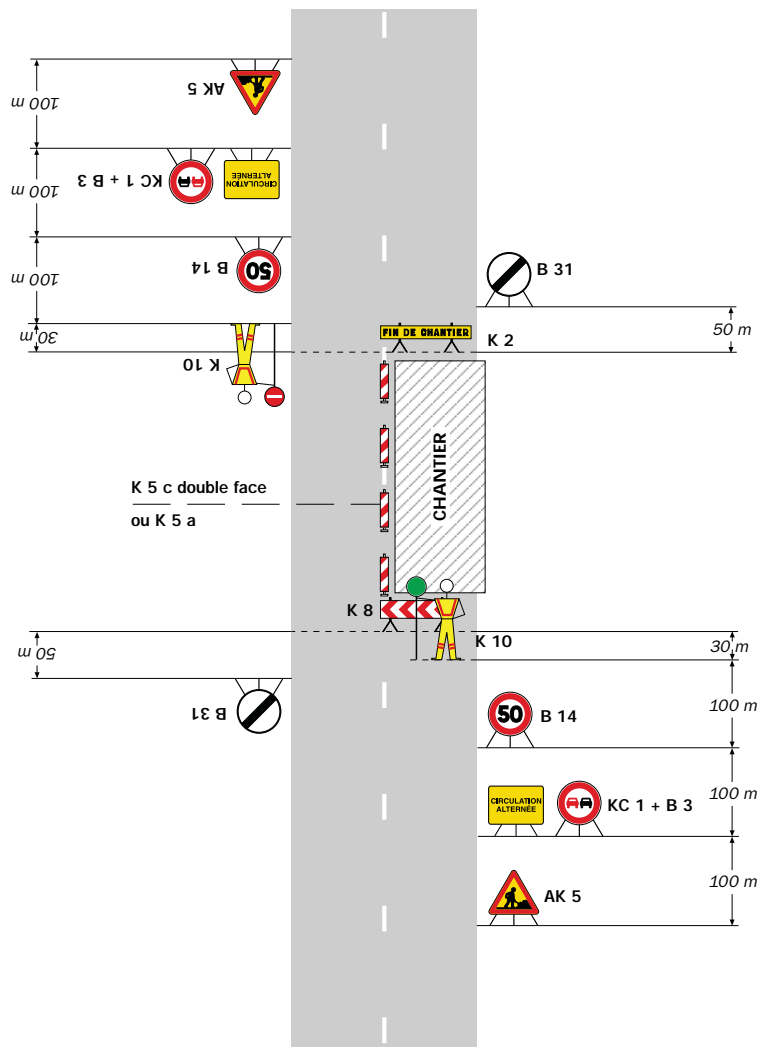 AK 5
100 m
KC 1 + B 3
CIRCULATION
ALTERNÉE
100 m
B 14
50
100 m
B 31
50 m
30 m
K 10
FIN DE CHANTIER
K 2
CHANTIER
K 5 c double face
ou K 5 a
K 8
K 10
30 m
50 m
B 31
50
B 14
100 m
CIRCULATION
ALTERNÉE
KC 1 + B 3
100 m
AK 5
100 m